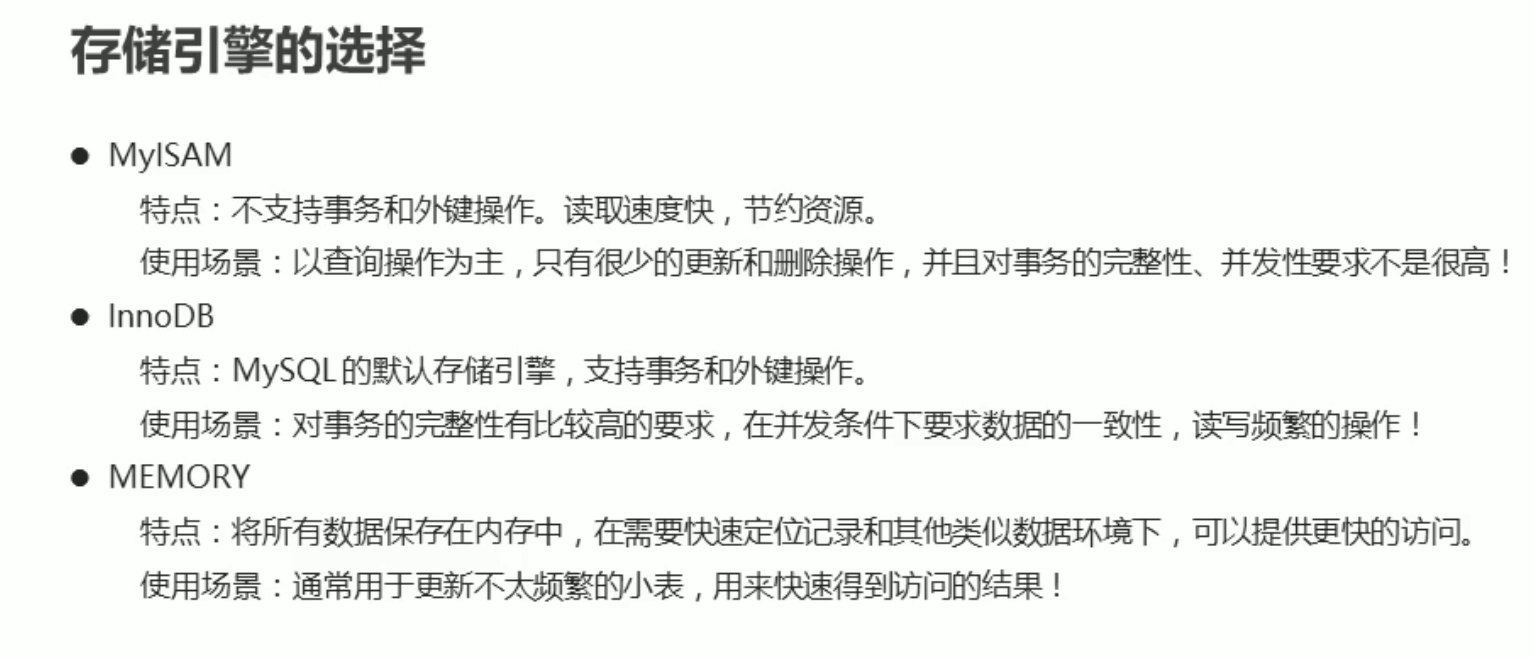 存储引擎的选择
● MyISAM
特点：不支持事务和外键操作。读取速度快，节约资源。
使用场景：以查询操作为主，只有很少的更新和删除操作，并且对事务的完整性、并发性要求不是很高！
● InnoDB
特点：MySQL的默认存储引擎，支持事务和外键操作。
使用场景：对事务的完整性有比较高的要求，在并发条件下要求数据的一致性，读写频繁的操作！
● MEMORY
特点：将所有数据保存在内存中，在需要快速定位记录和其他类似数据环境下，可以提供更快的访问。
使用场景：通常用于更新不太频繁的小表，用来快速得到访问的结果！